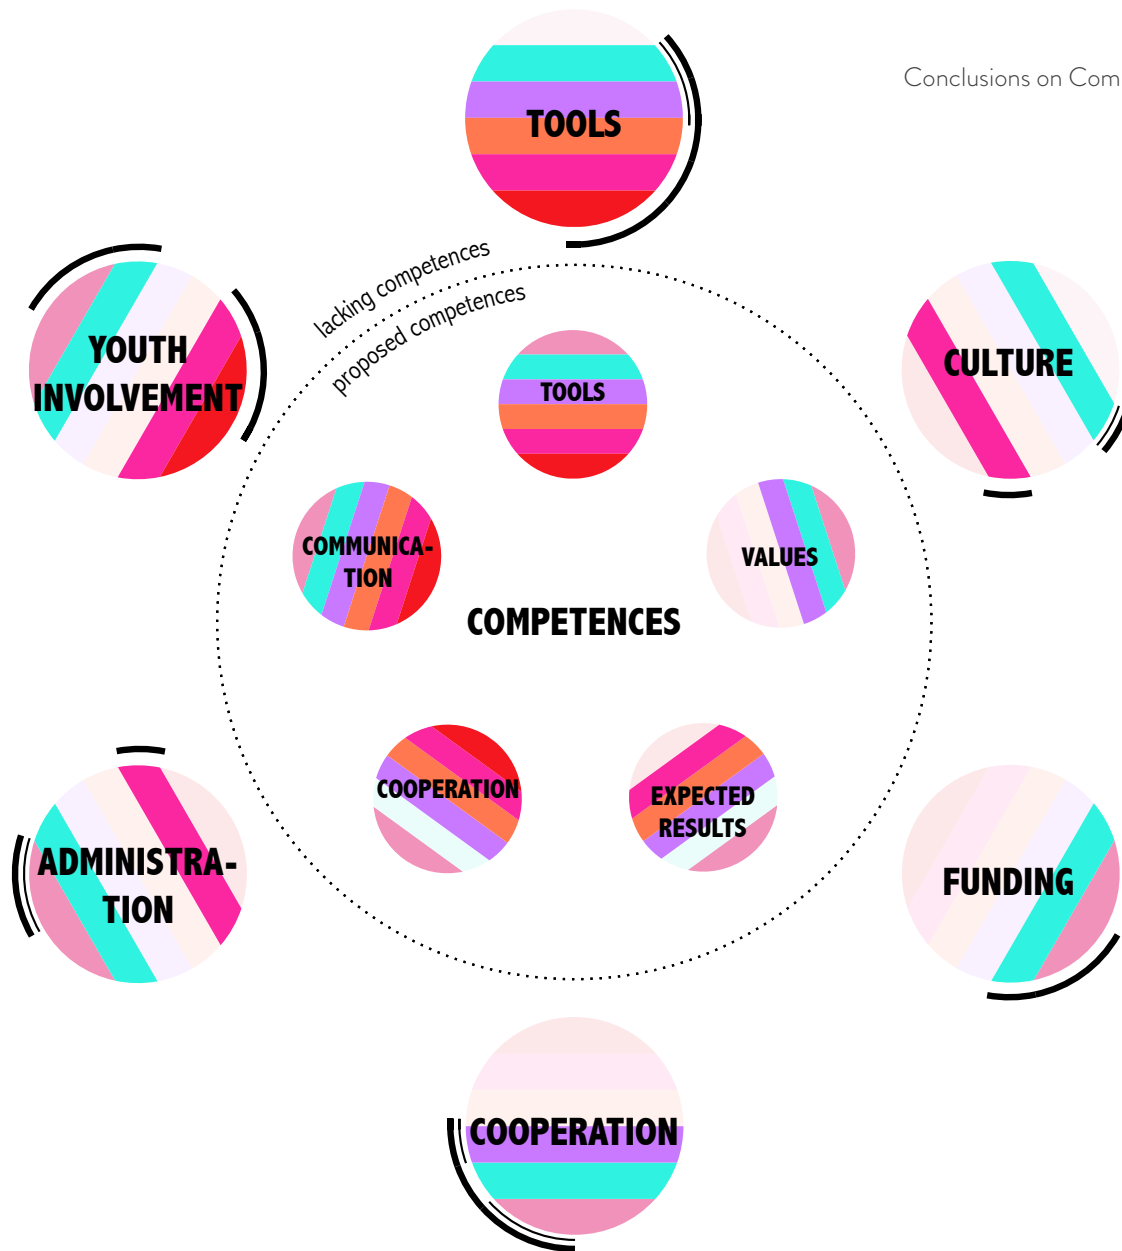 Conclusions on Com
TOOLS
lacking competences
proposed competences
YOUTH
INVOLVEMENT
CULTURE
TOOLS
COMMUNICA-
TION
VALUES
COMPETENCES
COOPERATION
EXPECTED
RESULTS
ADMINISTRA-
TION
FUNDING
COOPERATION